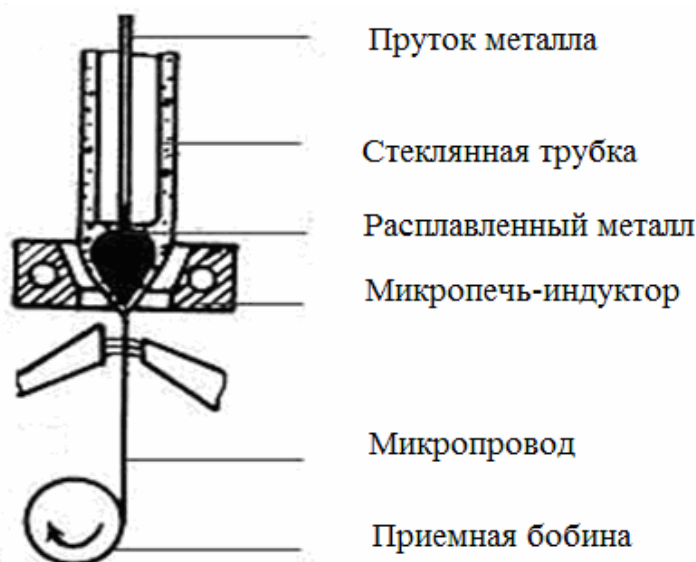 Пруток металла
Стеклянная трубка
Расплавленный металл
Микропечь-индуктор
Микропровод
Приемная бобина